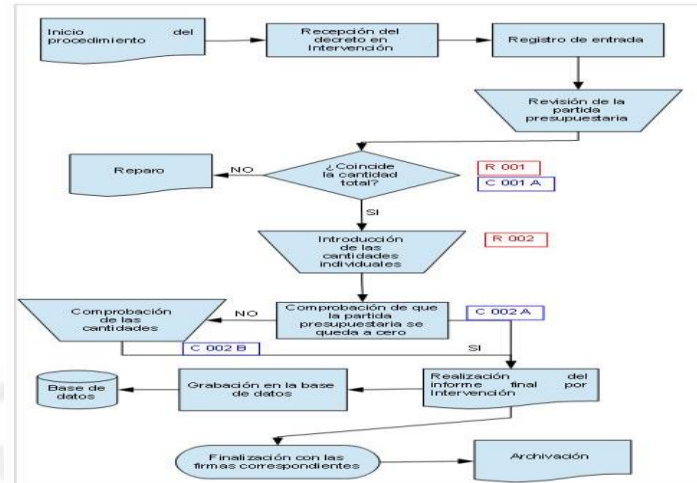 Inicio del
procedimiento
Recepción del
decreto en
Intervención
Registro de entrada
Revisión de la
partida
presupuestaria
¿Coincide
la cantidad
total?
NO
Reparo
R 001
C 001 A
SI
Introducción
de las
cantidades
individuales
R 002
Comprobación de que
la partida
presupuestaria se
queda a cero
C 002 A
NO
Comprobación
de las
cantidades
C 002 B
SI
Realización del
informe final por
Intervención
Grabación en la base
de datos
Base de
datos
Finalización con las
firmas correspondientes
Archivación